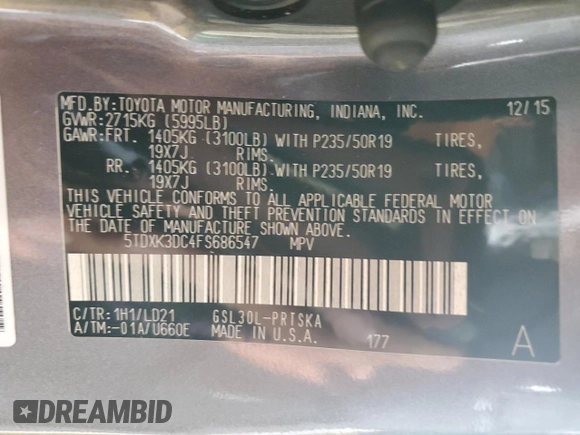 MFD.BY:TOYOTA MOTOR MANUFACTURING, INDIANA, INC. 12/15
GVWR:2715KG (5995LB)
GAWR:FRT. 1405KG (3100LB) WITH P235/50R19 TIRES,
19X7J RIMS.
RR. 1405KG (3100LB) WITH P235/50R19 TIRES,
19X7J RIMS.
THIS VEHICLE CONFORMS TO ALL APPLICABLE FEDERAL MOTOR
VEHICLE SAFETY AND THEFT PREVENTION STANDARDS IN EFFECT ON
THE DATE OF MANUFACTURE SHOWN ABOVE.
5TDXK3DC4FS686547 MPV
C/TR:1H1/LD21 GSL30L-PRTSKA
A/TM:-01A/U660E MADE IN U.S.A. 177 A
DREAMBID